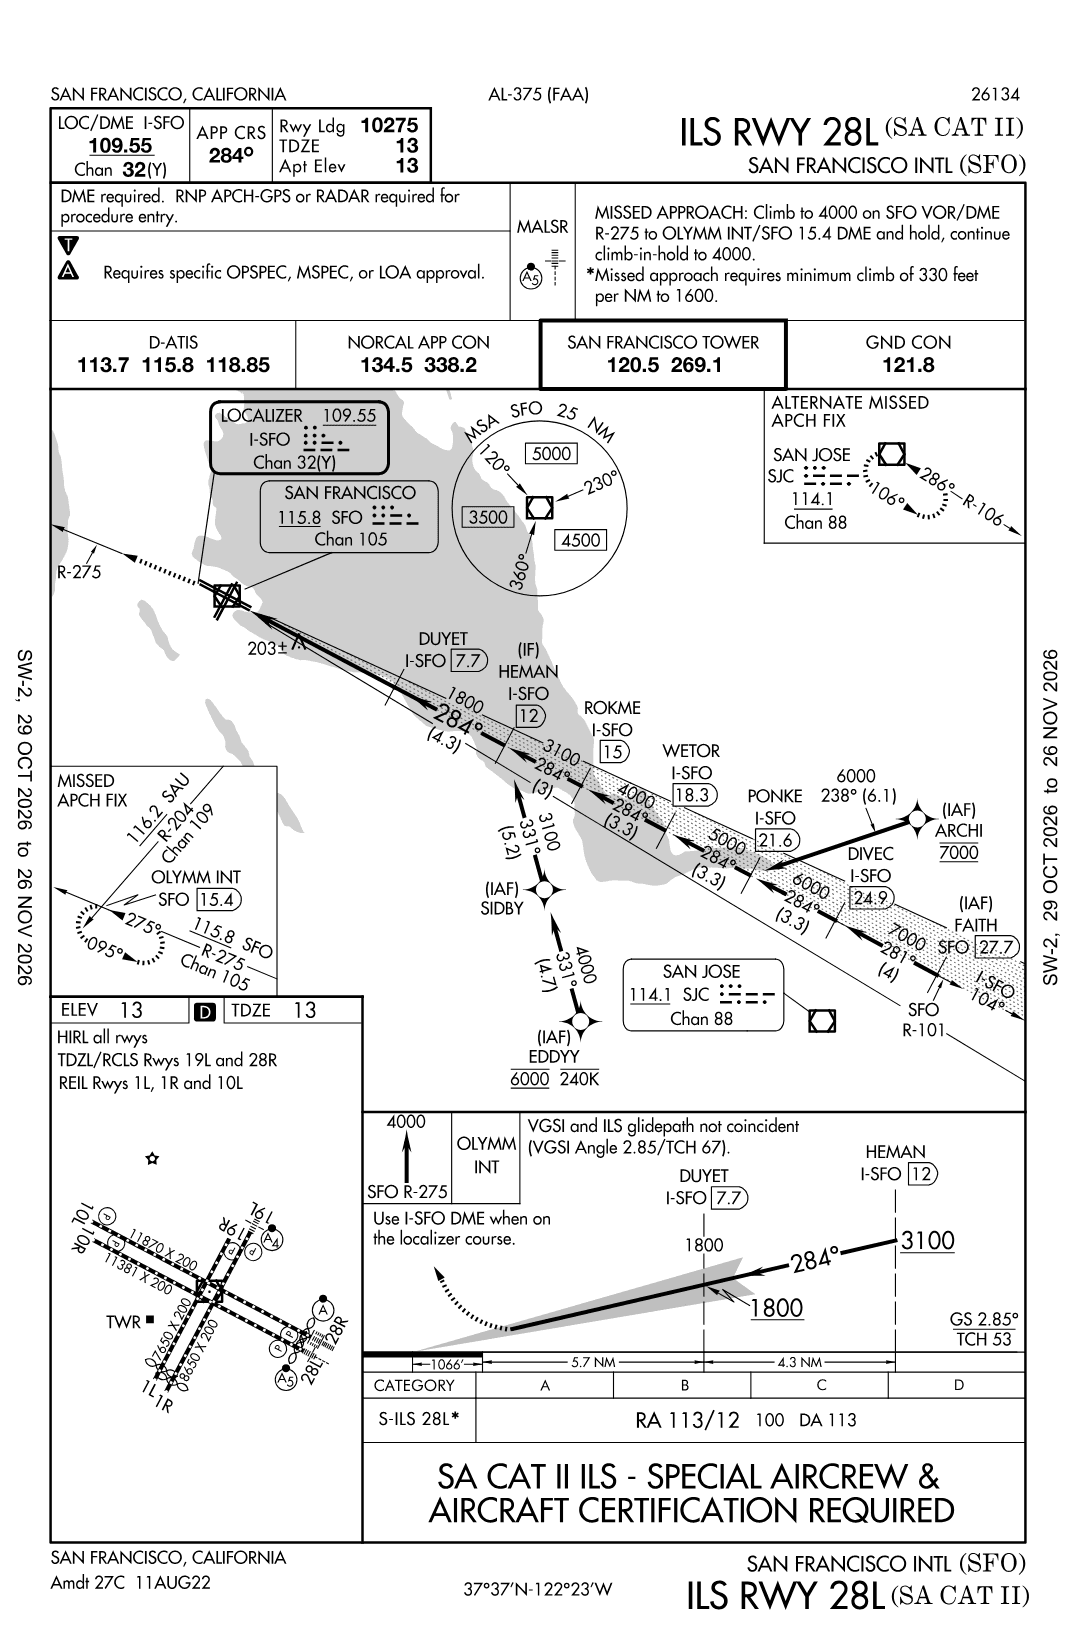 SAN FRANCISCO, CALIFORNIA
AL-375 (FAA)
26134
LOC/DME I-SFO
109.55
Chan 32(Y)
APP CRS
284°
Rwy Ldg 10275
TDZE 13
Apt Elev 13
ILS RWY 28L (SA CAT II)
SAN FRANCISCO INTL (SFO)
DME required. RNP APCH-GPS or RADAR required for
procedure entry.
T
A Requires specific OPSPEC, MSPEC, or LOA approval.
MALSR
A5
MISSED APPROACH: Climb to 4000 on SFO VOR/DME
R-275 to OLYMM INT/SFO 15.4 DME and hold, continue
climb-in-hold to 4000.
*Missed approach requires minimum climb of 330 feet
per NM to 1600.
D-ATIS
113.7 115.8 118.85
NORCAL APP CON
134.5 338.2
SAN FRANCISCO TOWER
120.5 269.1
GND CON
121.8
LOCALIZER 109.55
I-SFO
Chan 32(Y)
SAN FRANCISCO
115.8 SFO
Chan 105
MSA SFO 25 NM
120°
5000
230°
3500
4500
360°
ALTERNATE MISSED
APCH FIX
SAN JOSE
SJC
114.1
Chan 88
286°
106°
R-106
R-275
203±
DUYET
I-SFO 7.7
(IF)
HEMAN
I-SFO
12
ROKME
I-SFO
15
WETOR
I-SFO
18.3
PONKE
I-SFO
21.6
DIVEC
I-SFO
24.9
(IAF)
FAITH
SFO 27.7
6000
238° (6.1)
(IAF)
ARCHI
7000
1800
284°
(4.3)
3100
284°
(3)
4000
284°
(3.3)
5000
284°
(3.3)
6000
284°
(3.3)
7000
281°
(4)
I-SFO
104°
SFO
R-101
3100
331°
(5.2)
(IAF)
SIDBY
4000
331°
(4.7)
(IAF)
EDDYY
6000 240K
SAN JOSE
114.1 SJC
Chan 88
MISSED
APCH FIX
116.2 SAU
R-204
Chan 109
OLYMM INT
SFO 15.4
275°
095°
115.8 SFO
R-275
Chan 105
SW-2, 29 OCT 2026 to 26 NOV 2026
SW-2, 29 OCT 2026 to 26 NOV 2026
ELEV 13
D
TDZE 13
HIRL all rwys
TDZL/RCLS Rwys 19L and 28R
REIL Rwys 1L, 1R and 10L
10L
10R
P
P
11870 X 200
11381 X 200
19R
19L
P
P
A4
TWR
7650 X 200
8650 X 200
1L
1R
A
P
P
A5
28R
28L
4000
SFO R-275
OLYMM
INT
VGSI and ILS glidepath not coincident
(VGSI Angle 2.85/TCH 67).
Use I-SFO DME when on
the localizer course.
DUYET
I-SFO 7.7
HEMAN
I-SFO 12
1800
284°
3100
1800
GS 2.85°
TCH 53
1066'
5.7 NM
4.3 NM
CATEGORY A B C D
S-ILS 28L* RA 113/12 100 DA 113
SA CAT II ILS - SPECIAL AIRCREW &
AIRCRAFT CERTIFICATION REQUIRED
SAN FRANCISCO, CALIFORNIA
Amdt 27C 11AUG22
37°37'N-122°23'W
SAN FRANCISCO INTL (SFO)
ILS RWY 28L (SA CAT II)